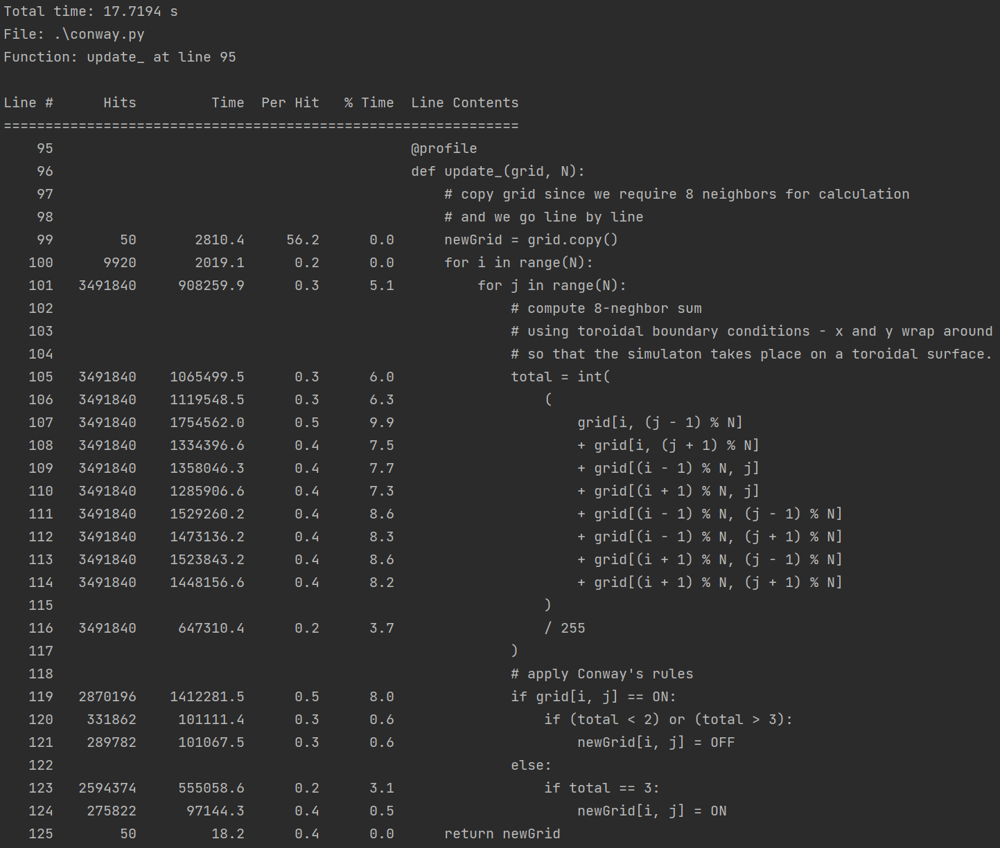 Total time: 17.7194 s
File: .\conway.py
Function: update_ at line 95

Line #      Hits         Time  Per Hit   % Time  Line Contents
==============================================================
    95                                           @profile
    96                                           def update_(grid, N):
    97                                               # copy grid since we require 8 neighbors for calculation
    98                                               # and we go line by line
    99        50       2810.4     56.2      0.0      newGrid = grid.copy()
   100      9920       2019.1      0.2      0.0      for i in range(N):
   101   3491840     908259.9      0.3      5.1          for j in range(N):
   102                                                       # compute 8-neghbor sum
   103                                                       # using toroidal boundary conditions - x and y wrap around
   104                                                       # so that the simulaton takes place on a toroidal surface.
   105   3491840    1065499.5      0.3      6.0              total = int(
   106   3491840    1119548.5      0.3      6.3                  (
   107   3491840    1754562.0      0.5      9.9                      grid[i, (j - 1) % N]
   108   3491840    1334396.6      0.4      7.5                      + grid[i, (j + 1) % N]
   109   3491840    1358046.3      0.4      7.7                      + grid[(i - 1) % N, j]
   110   3491840    1285906.6      0.4      7.3                      + grid[(i + 1) % N, j]
   111   3491840    1529260.2      0.4      8.6                      + grid[(i - 1) % N, (j - 1) % N]
   112   3491840    1473136.2      0.4      8.3                      + grid[(i - 1) % N, (j + 1) % N]
   113   3491840    1523843.2      0.4      8.6                      + grid[(i + 1) % N, (j - 1) % N]
   114   3491840    1448156.6      0.4      8.2                      + grid[(i + 1) % N, (j + 1) % N]
   115                                                           )
   116   3491840     647310.4      0.2      3.7                  / 255
   117                                                       )
   118                                                       # apply Conway's rules
   119   2870196    1412281.5      0.5      8.0              if grid[i, j] == ON:
   120    331862     101111.4      0.3      0.6                  if (total < 2) or (total > 3):
   121    289782     101067.5      0.3      0.6                      newGrid[i, j] = OFF
   122                                                       else:
   123   2594374     555058.6      0.2      3.1                  if total == 3:
   124    275822      97144.3      0.4      0.5                      newGrid[i, j] = ON
   125        50         18.2      0.4      0.0      return newGrid